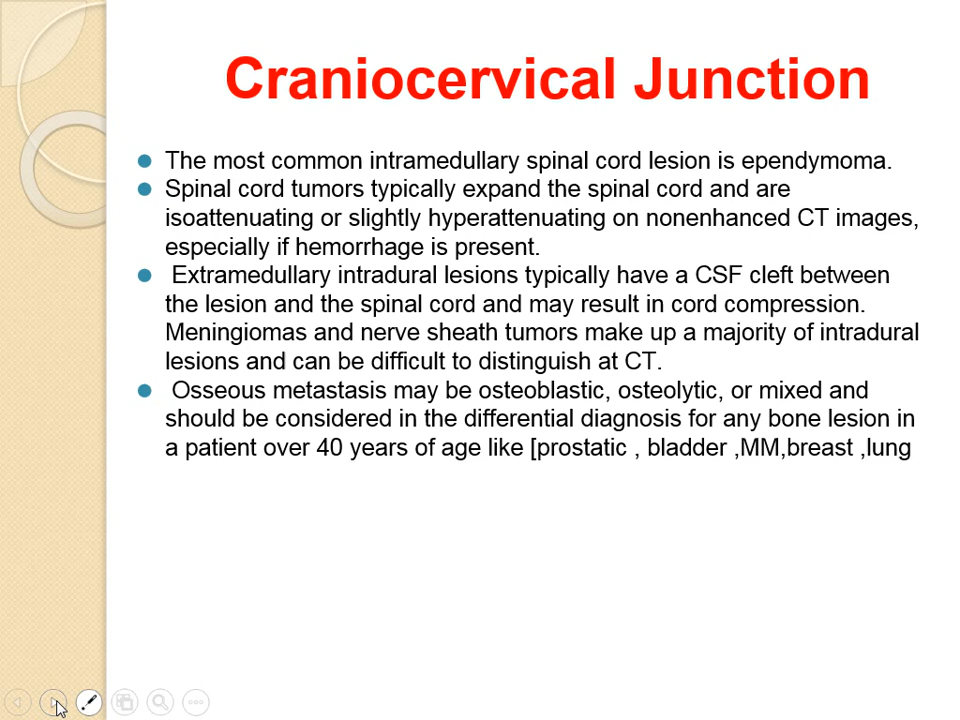 Craniocervical Junction
The most common intramedullary spinal cord lesion is ependymoma.
Spinal cord tumors typically expand the spinal cord and are
isoattenuating or slightly hyperattenuating on nonenhanced CT images,
especially if hemorrhage is present.
Extramedullary intradural lesions typically have a CSF cleft between
the lesion and the spinal cord and may result in cord compression.
Meningiomas and nerve sheath tumors make up a majority of intradural
lesions and can be difficult to distinguish at CT.
Osseous metastasis may be osteoblastic, osteolytic, or mixed and
should be considered in the differential diagnosis for any bone lesion in
a patient over 40 years of age like [prostatic , bladder ,MM,breast ,lung